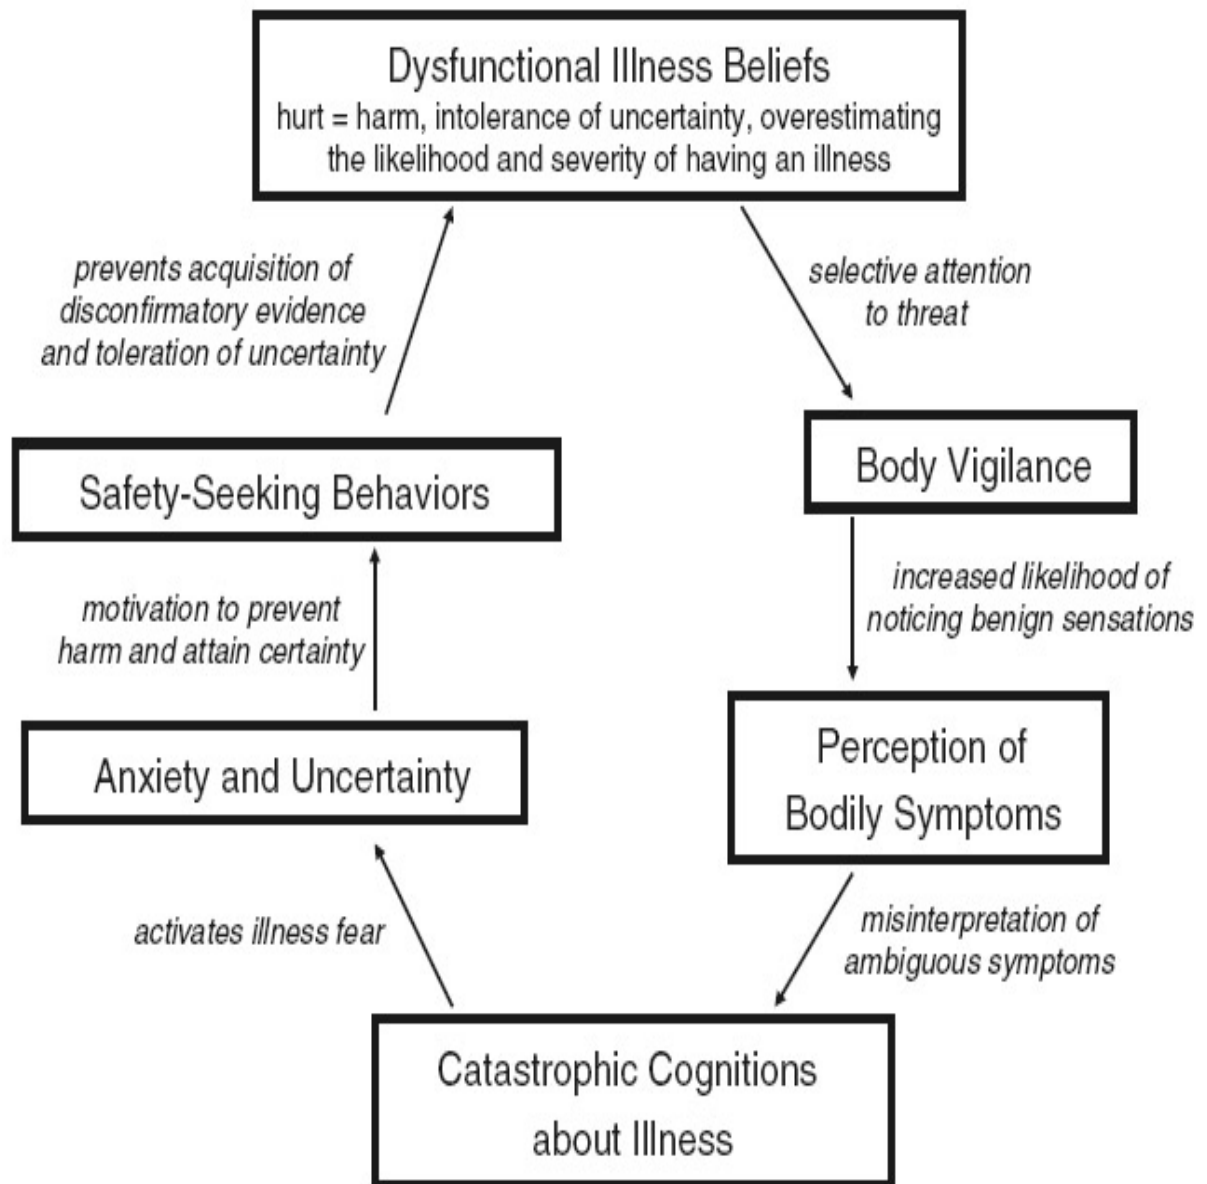 Dysfunctional Illness Beliefs
hurt = harm, intolerance of uncertainty, overestimating
the likelihood and severity of having an illness
prevents acquisition of
disconfirmatory evidence
and toleration of uncertainty
selective attention
to threat
Safety-Seeking Behaviors
Body Vigilance
motivation to prevent
harm and attain certainty
increased likelihood of
noticing benign sensations
Anxiety and Uncertainty
Perception of
Bodily Symptoms
activates illness fear
misinterpretation of
ambiguous symptoms
Catastrophic Cognitions
about Illness